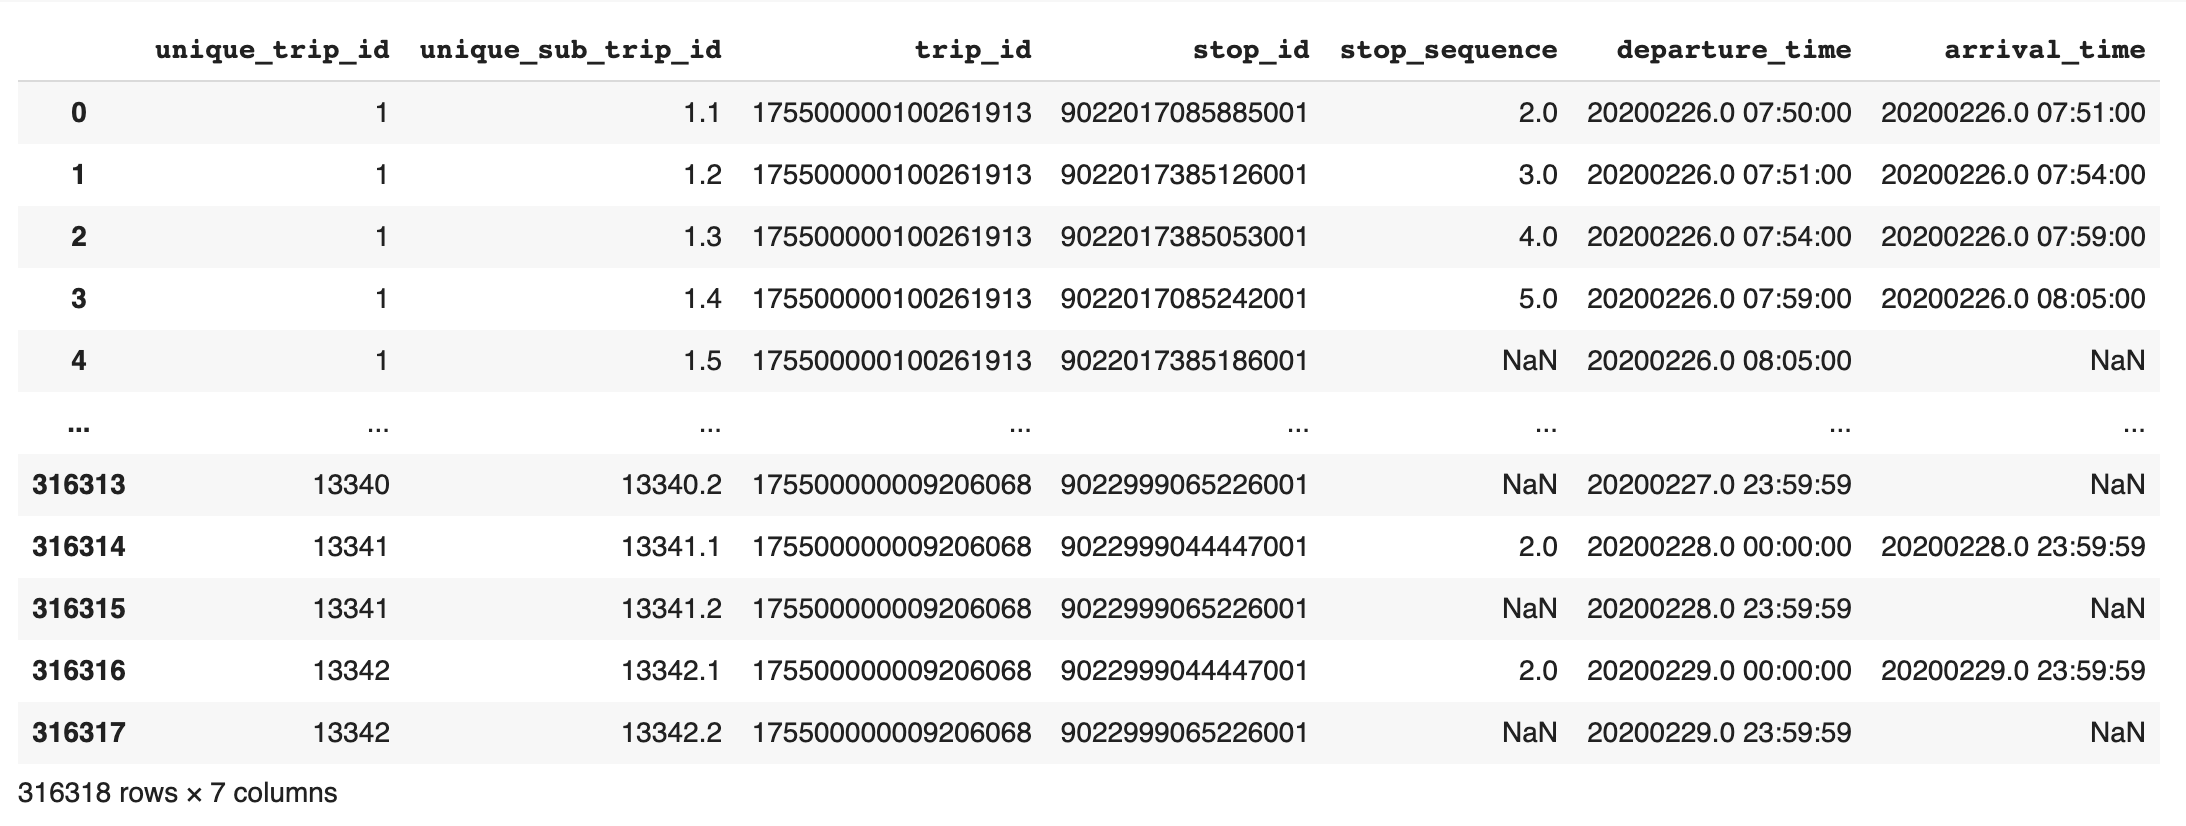 unique_trip_id unique_sub_trip_id trip_id stop_id stop_sequence departure_time arrival_time
0 1 1.1 175500000100261913 9022017085885001 2.0 20200226.0 07:50:00 20200226.0 07:51:00
1 1 1.2 175500000100261913 9022017385126001 3.0 20200226.0 07:51:00 20200226.0 07:54:00
2 1 1.3 175500000100261913 9022017385053001 4.0 20200226.0 07:54:00 20200226.0 07:59:00
3 1 1.4 175500000100261913 9022017085242001 5.0 20200226.0 07:59:00 20200226.0 08:05:00
4 1 1.5 175500000100261913 9022017385186001 NaN 20200226.0 08:05:00 NaN
... ... ... ... ... ... ... ...
316313 13340 13340.2 175500000009206068 9022999065226001 NaN 20200227.0 23:59:59 NaN
316314 13341 13341.1 175500000009206068 9022999044447001 2.0 20200228.0 00:00:00 20200228.0 23:59:59
316315 13341 13341.2 175500000009206068 9022999065226001 NaN 20200228.0 23:59:59 NaN
316316 13342 13342.1 175500000009206068 9022999044447001 2.0 20200229.0 00:00:00 20200229.0 23:59:59
316317 13342 13342.2 175500000009206068 9022999065226001 NaN 20200229.0 23:59:59 NaN
316318 rows × 7 columns